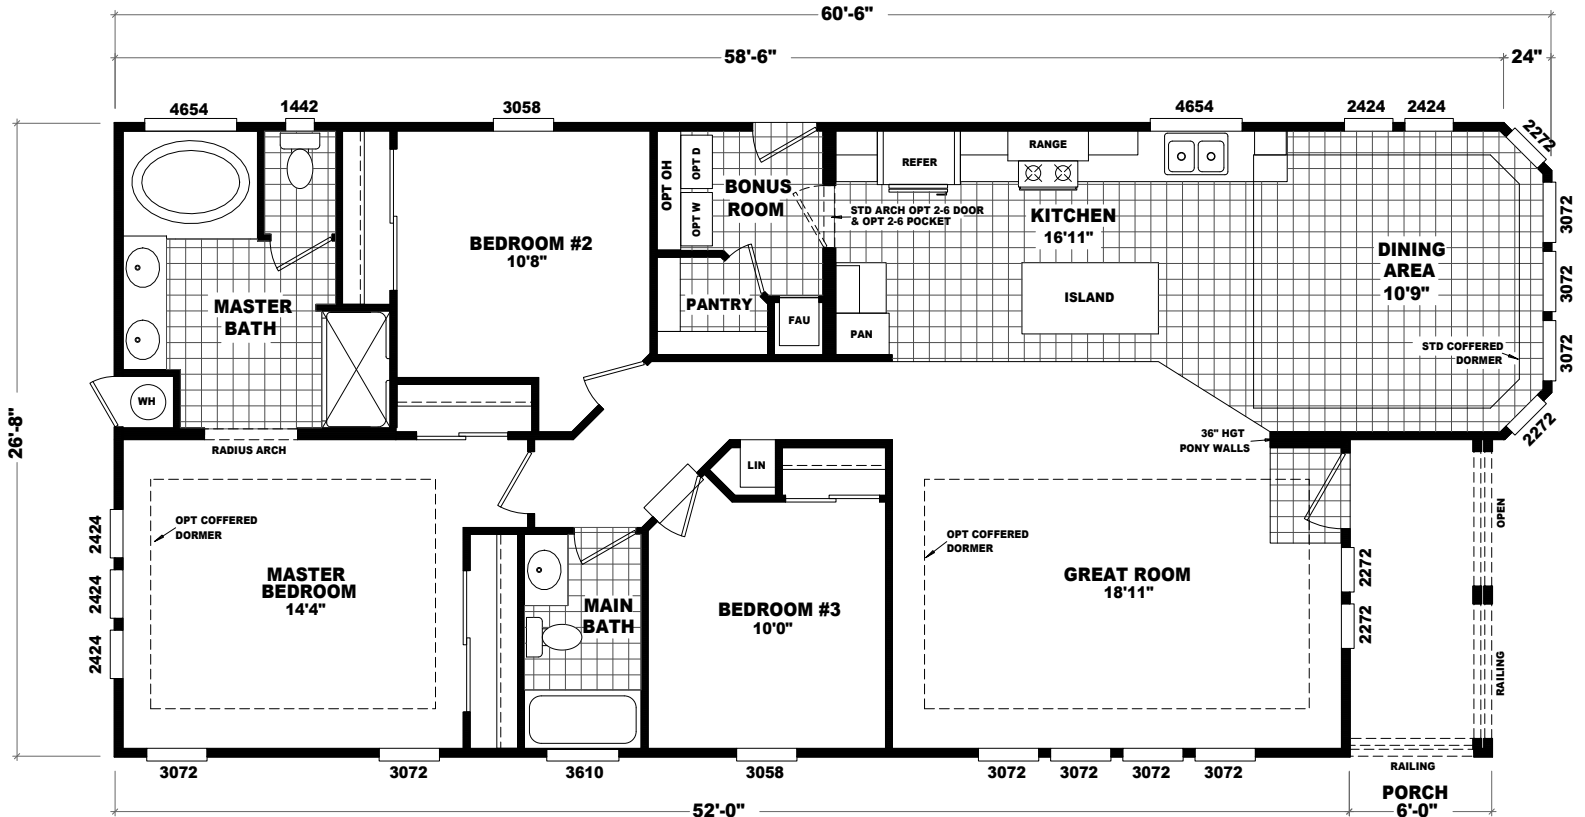 60'-6"
58'-6"
24"
4654
1442
3058
4654
2424
2424
2272
OPT OH
OPT D
OPT W
BONUS
ROOM
REFER
RANGE
STD ARCH OPT 2-6 DOOR
& OPT 2-6 POCKET
KITCHEN
16'11"
3072
BEDROOM #2
10'8"
DINING
AREA
10'9"
3072
MASTER
BATH
PANTRY
FAU
PAN
ISLAND
STD COFFERED
DORMER
3072
WH
26'-8"
RADIUS ARCH
36" HGT
PONY WALLS
2272
LIN
OPT COFFERED
DORMER
2424
2424
2424
MASTER
BEDROOM
14'4"
MAIN
BATH
BEDROOM #3
10'0"
OPT COFFERED
DORMER
GREAT ROOM
18'11"
2272
2272
OPEN
RAILING
3072
3072
3610
3058
3072
3072
3072
3072
RAILING
52'-0"
PORCH
6'-0"